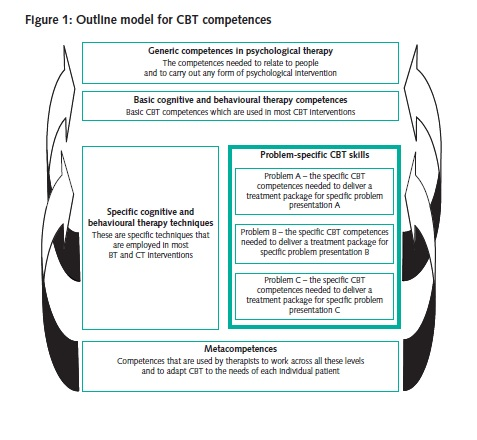 Figure 1: Outline model for CBT competences
Generic competences in psychological therapy
The competences needed to relate to people
and to carry out any form of psychological intervention
Basic cognitive and behavioural therapy competences
Basic CBT competences which are used in most CBT interventions
Specific cognitive and
behavioural therapy techniques
These are specific techniques that
are employed in most
BT and CT interventions
Problem-specific CBT skills
Problem A – the specific CBT
competences needed to deliver a
treatment package for specific problem
presentation A
Problem B – the specific CBT competences
needed to deliver a treatment package for
specific problem presentation B
Problem C – the specific CBT
competences needed to deliver a
treatment package for specific problem
presentation C
Metacompetences
Competences that are used by therapists to work across all these levels
and to adapt CBT to the needs of each individual patient